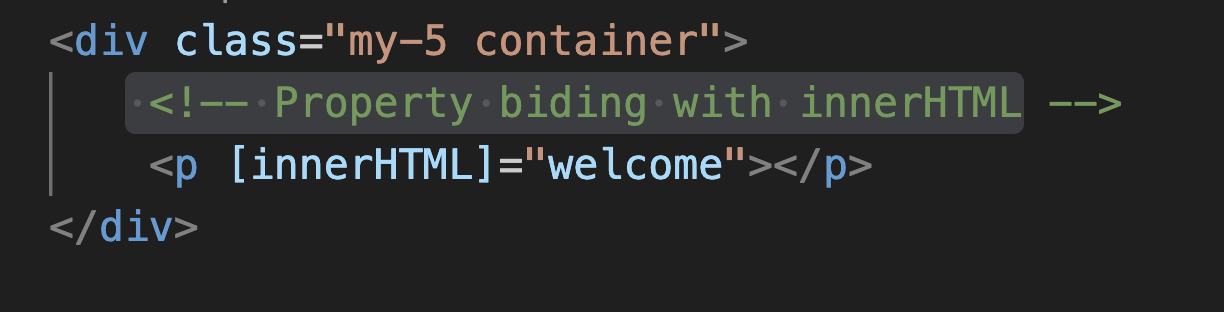 <div class="my-5 container">
<!-- Property biding with innerHTML -->
<p [innerHTML]="welcome"></p>
</div>